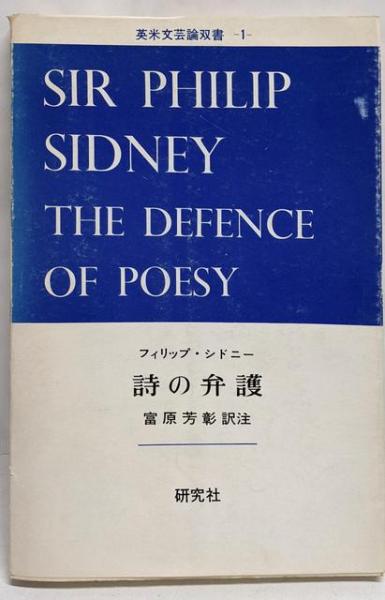 英米文芸論双書 -1-
SIR PHILIP
SIDNEY
THE DEFENCE
OF POESY
フィリップ・シドニー
詩の弁護
富原芳彰訳注
研究社